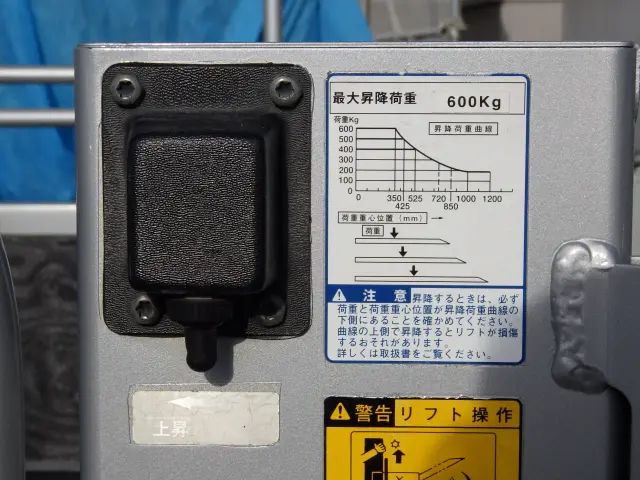 最大昇降荷重 600Kg
荷重Kg
昇降荷重曲線
600
500
400
300
200
100
0
0 350 525 720 1000 1200
425 850
荷重重心位置（mm）→
荷重
注 意 昇降するときは、必ず
荷重と荷重重心位置が昇降荷重曲線の
下側にあることを確かめてください。
曲線の上側で昇降するとリフトが損傷
するおそれがあります。
詳しくは取扱書をご覧ください。
上昇
警告 リフト操作